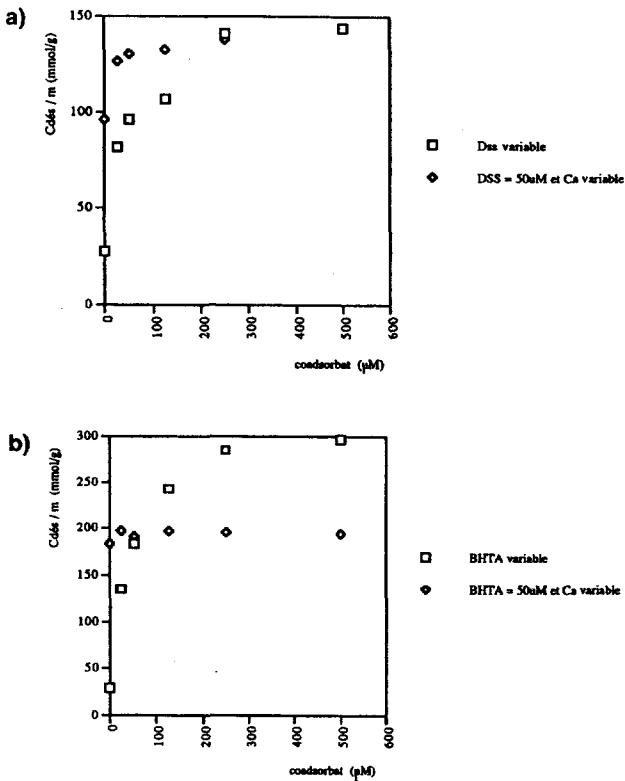 a)
Cdés / m (mmol/g)
150
100
50
0
0
100
200
300
400
500
600
coadsorbat (µM)
Dss variable
DSS = 50uM et Ca variable
b)
Cdés / m (mmol/g)
300
250
200
150
100
50
0
0
100
200
300
400
500
600
coadsorbat (µM)
BHTA variable
BHTA = 50uM et Ca variable